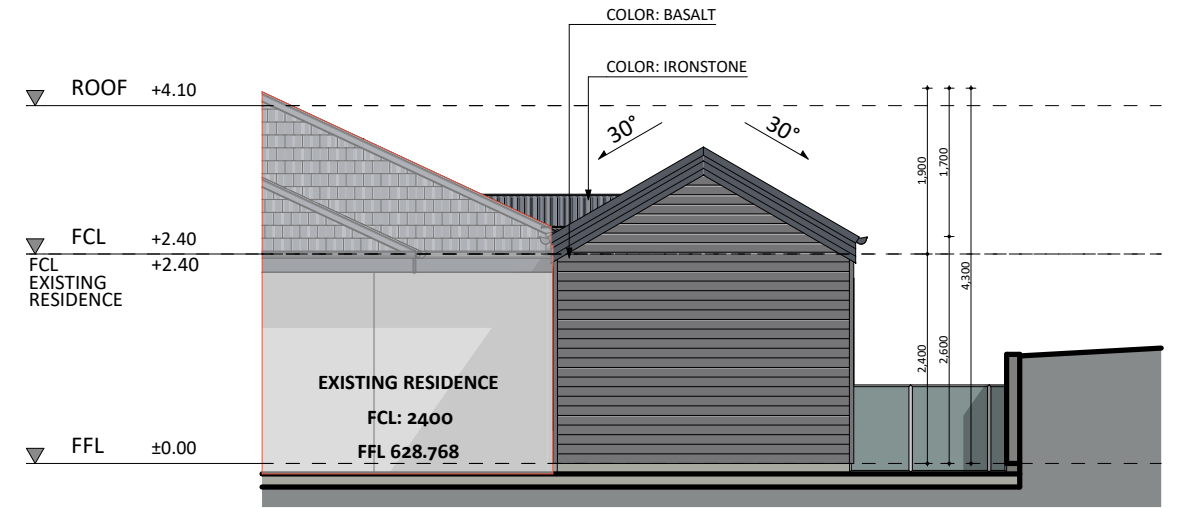 COLOR: BASALT
COLOR: IRONSTONE
ROOF +4.10
30° 30°
1,900 1,700
FCL +2.40
FCL +2.40
EXISTING
RESIDENCE
4,300
2,400 2,600
EXISTING RESIDENCE
FCL: 2400
FFL 628.768
FFL ±0.00